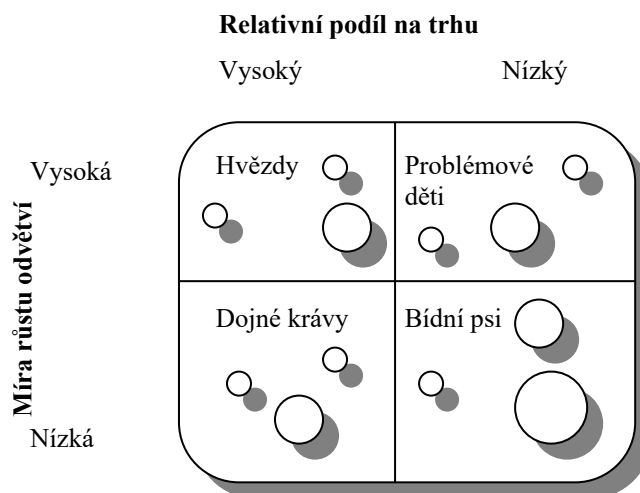 Relativní podíl na trhu
Vysoký
Nízký
Vysoká
Hvězdy
Problémové
děti
Míra růstu odvětví
Dojné krávy
Bídní psi
Nízká